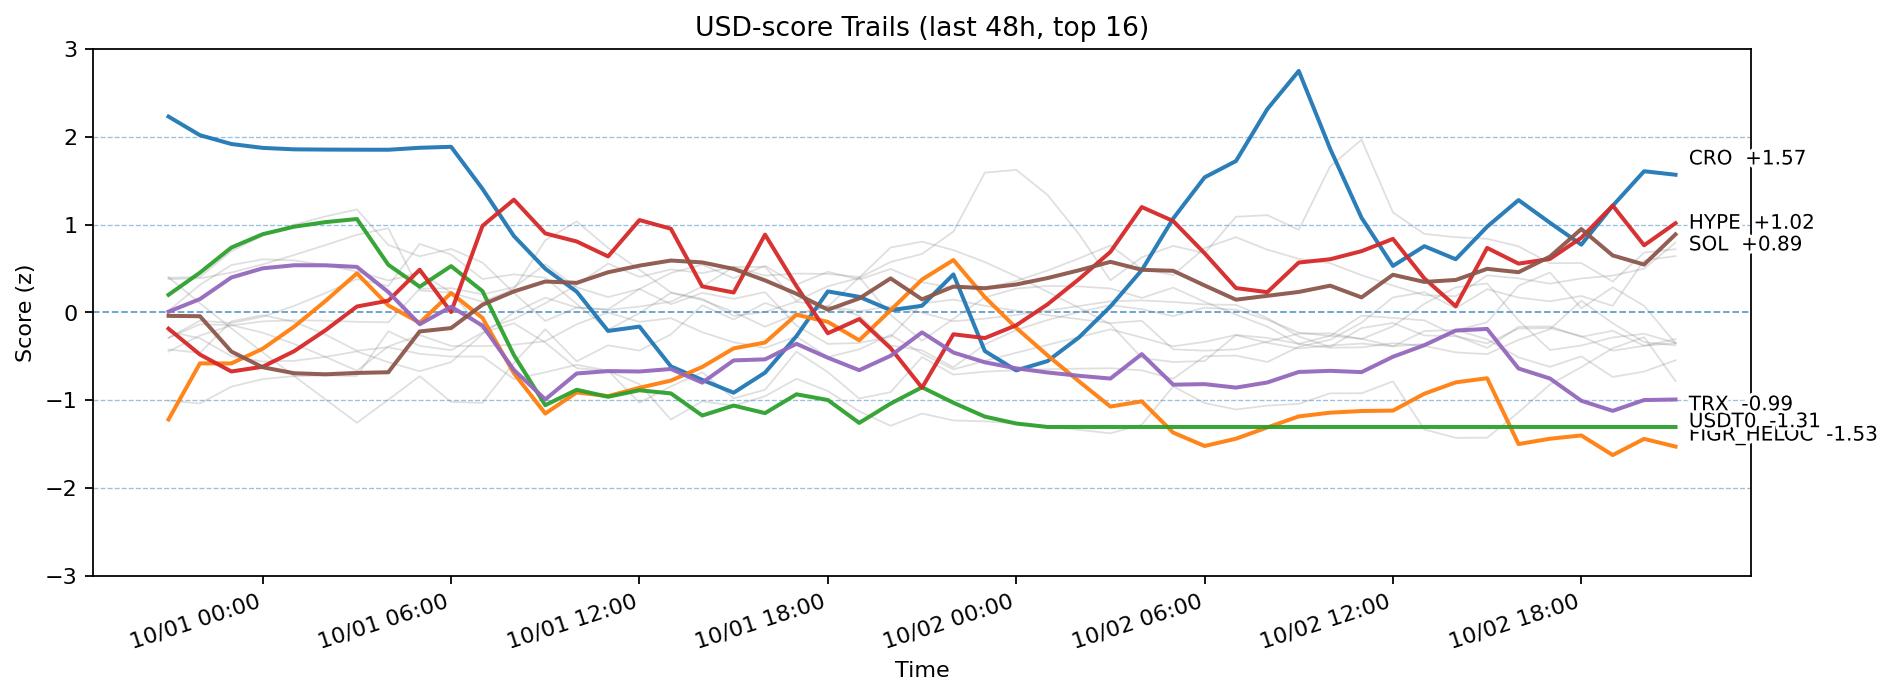 USD-score Trails (last 48h, top 16)
Score (z)
3
2
1
0
−1
−2
−3
CRO +1.57
HYPE +1.02
SOL +0.89
TRX -0.99
USDT0 -1.31
FIGR_HELOC -1.53
10/01 00:00
10/01 06:00
10/01 12:00
10/01 18:00
10/02 00:00
10/02 06:00
10/02 12:00
10/02 18:00
Time